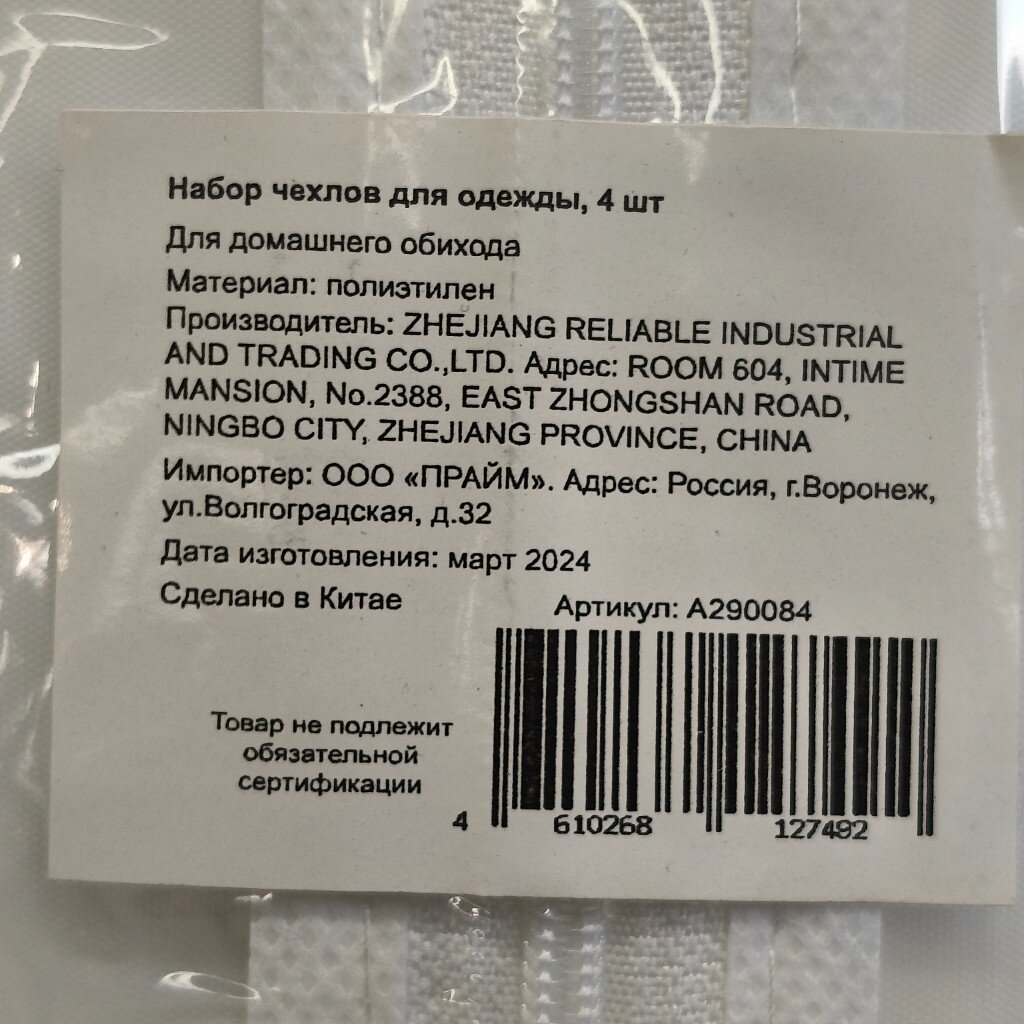 Набор чехлов для одежды, 4 шт
Для домашнего обихода
Материал: полиэтилен
Производитель: ZHEJIANG RELIABLE INDUSTRIAL
AND TRADING CO.,LTD. Адрес: ROOM 604, INTIME
MANSION, No.2388, EAST ZHONGSHAN ROAD,
NINGBO CITY, ZHEJIANG PROVINCE, CHINA
Импортер: ООО «ПРАЙМ». Адрес: Россия, г.Воронеж,
ул.Волгоградская, д.32
Дата изготовления: март 2024
Сделано в Китае
Артикул: A290084
Товар не подлежит
обязательной
сертификации
4 610268 127492